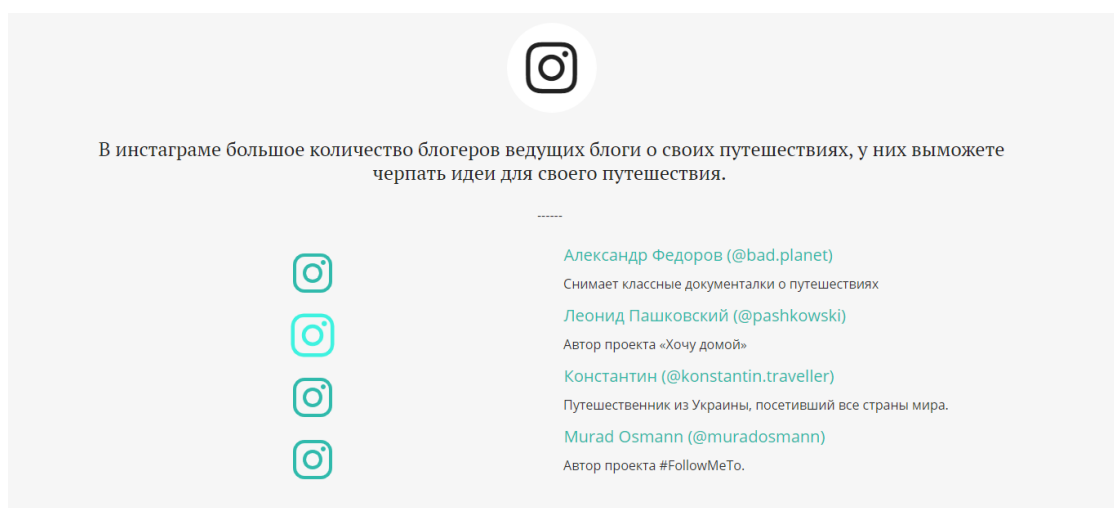 В инстаграме большое количество блогеров ведущих блоги о своих путешествиях, у них выможете
черпать идеи для своего путешествия.
------
Александр Федоров (@bad.planet)
Снимает классные документалки о путешествиях
Леонид Пашковский (@pashkowski)
Автор проекта «Хочу домой»
Константин (@konstantin.traveller)
Путешественник из Украины, посетивший все страны мира.
Murad Osmann (@muradosmann)
Автор проекта #FollowMeTo.